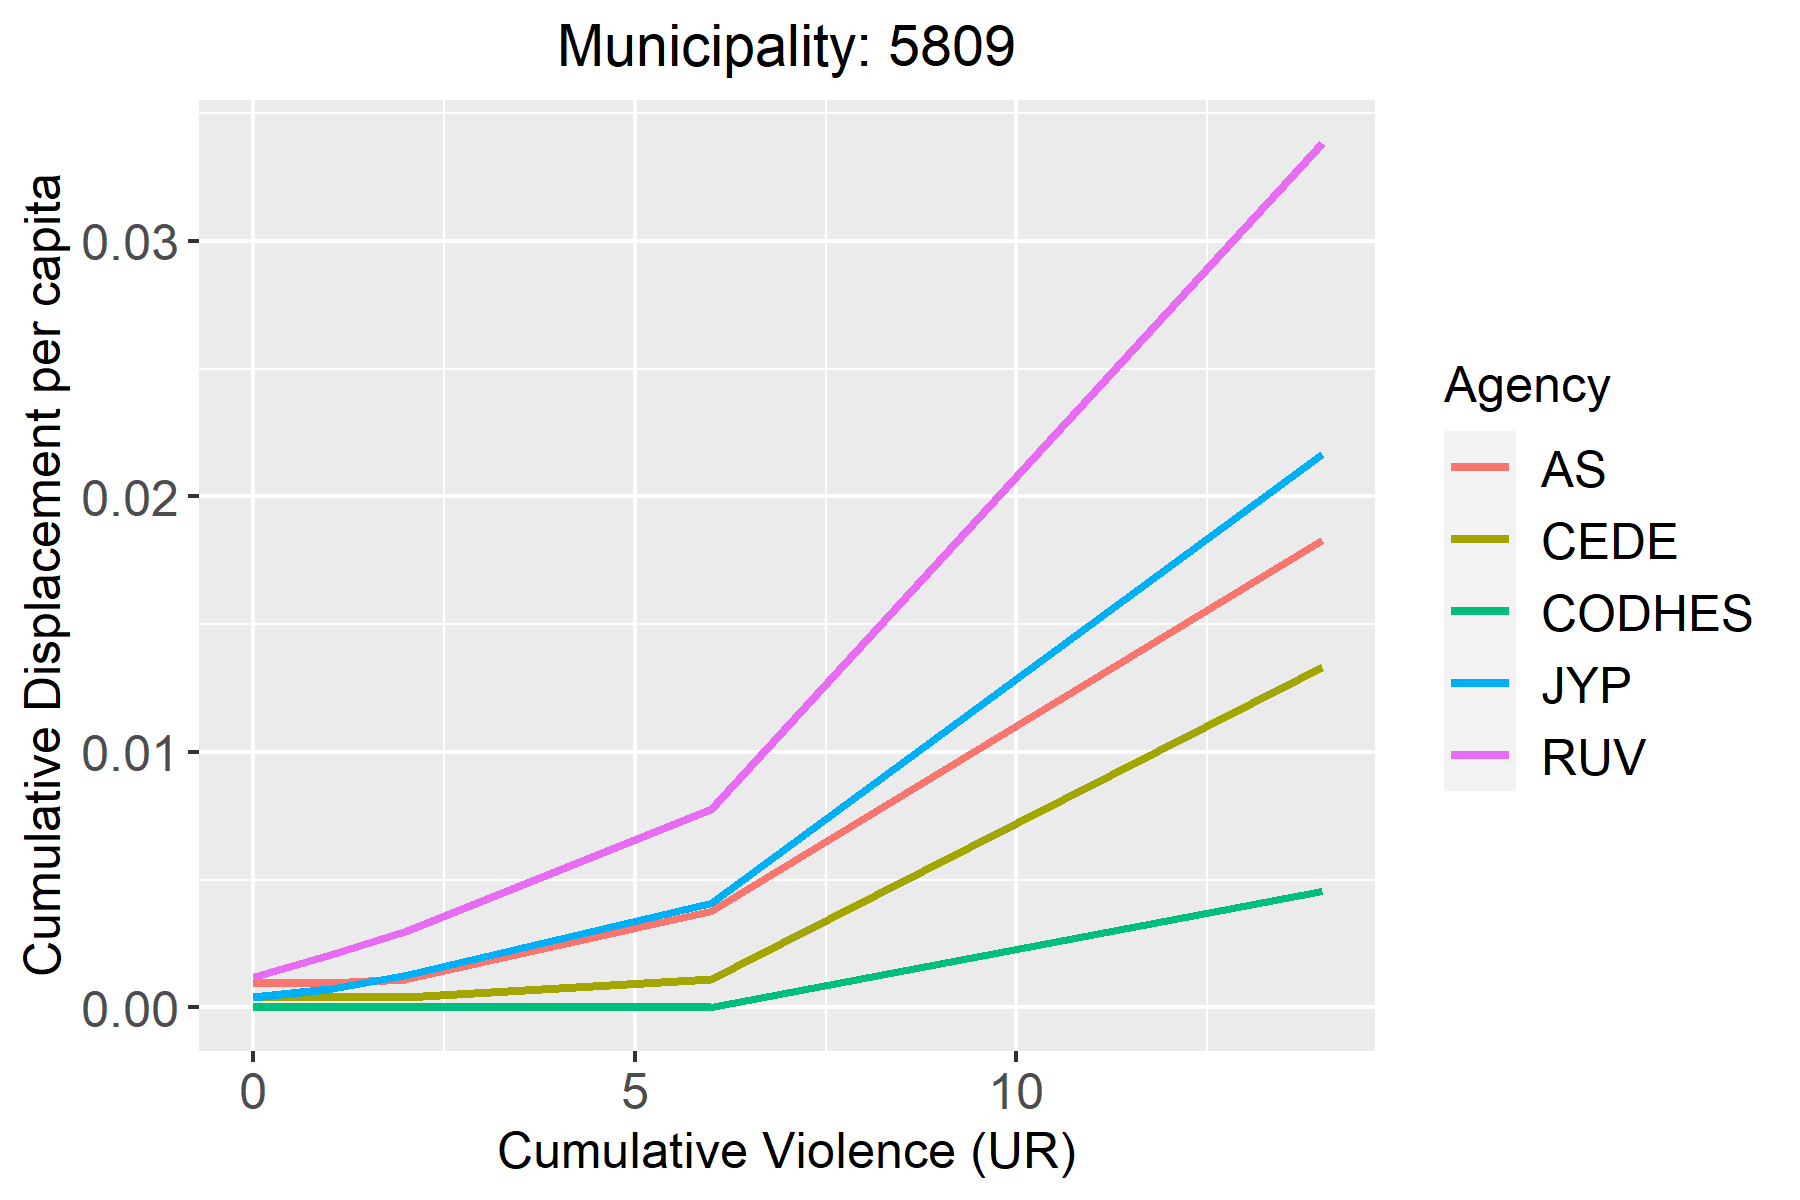 Municipality: 5809
Cumulative Displacement per capita
0.03
0.02
0.01
0.00
0
5
10
Cumulative Violence (UR)
Agency
AS
CEDE
CODHES
JYP
RUV